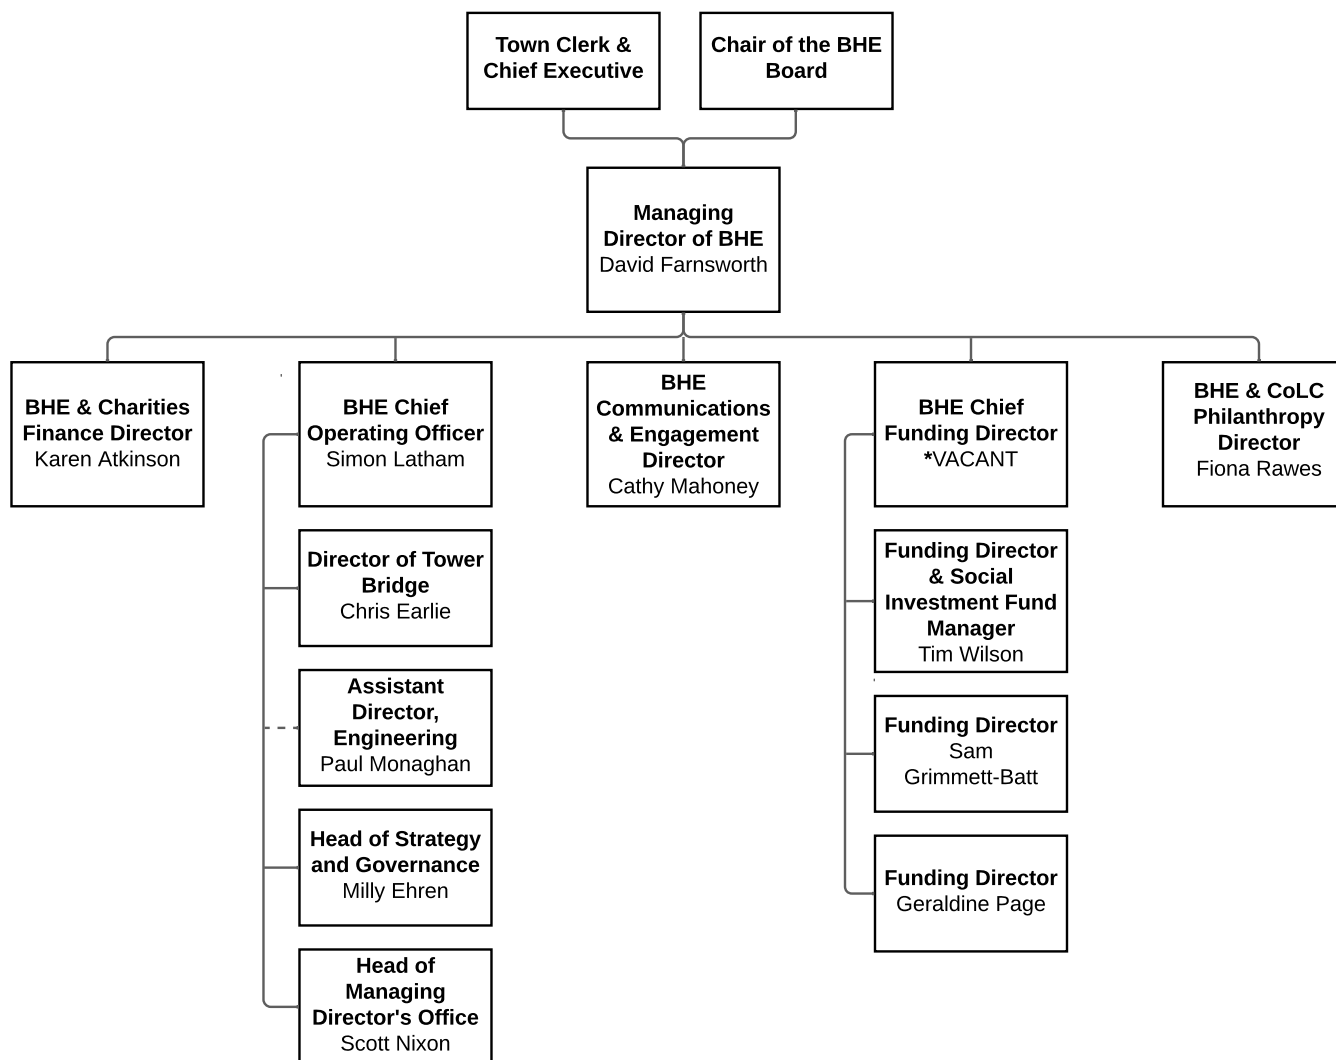 Town Clerk &
Chief Executive
Chair of the BHE
Board
Managing
Director of BHE
David Farnsworth
BHE & Charities
Finance Director
Karen Atkinson
BHE Chief
Operating Officer
Simon Latham
BHE
Communications
& Engagement
Director
Cathy Mahoney
BHE Chief
Funding Director
*VACANT
BHE & CoLC
Philanthropy
Director
Fiona Rawes
Director of Tower
Bridge
Chris Earlie
Assistant
Director,
Engineering
Paul Monaghan
Head of Strategy
and Governance
Milly Ehren
Head of
Managing
Director's Office
Scott Nixon
Funding Director
& Social
Investment Fund
Manager
Tim Wilson
Funding Director
Sam
Grimmett-Batt
Funding Director
Geraldine Page